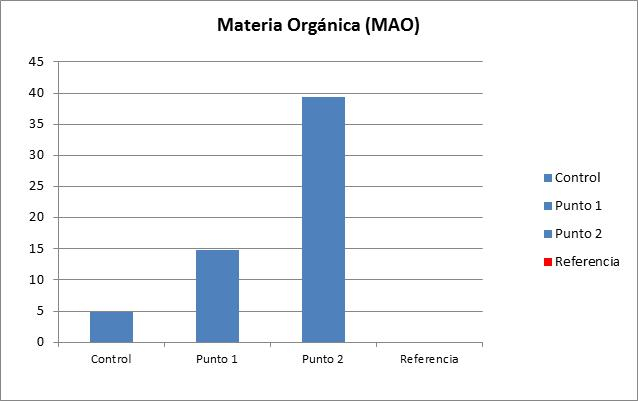 Materia Orgánica (MAO)
45
40
35
30
25
20
15
10
5
0
Control Punto 1 Punto 2 Referencia
Control
Punto 1
Punto 2
Referencia